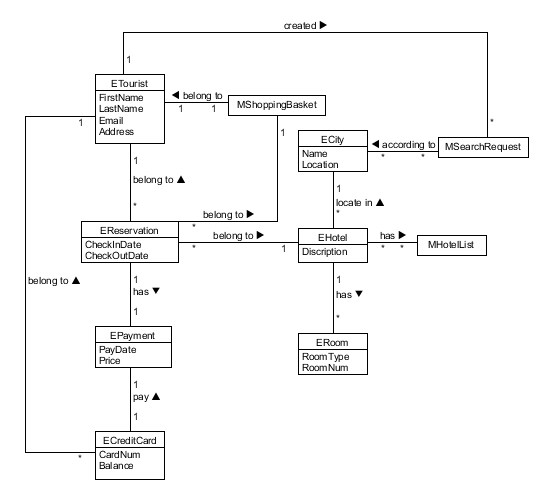 created ▶
1
ETourist
FirstName
LastName
Email
Address
◀ belong to
1 1
MShoppingBasket
1
1
*
ECity
Name
Location
◀ according to
* *
MSearchRequest
1
belong to ▲
*
1
locate in ▲
*
belong to ▶
*
EReservation
CheckInDate
CheckOutDate
belong to ▶
* 1
EHotel
Discription
has ▶
* *
MHotelList
belong to ▲
1
has ▼
1
1
has ▼
*
EPayment
PayDate
Price
ERoom
RoomType
RoomNum
1
pay ▲
1
ECreditCard
CardNum
Balance
*